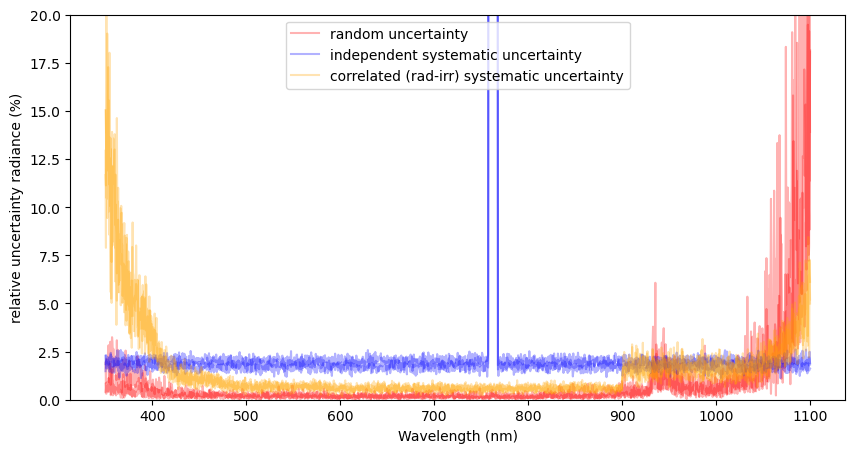 20.0
17.5
15.0
12.5
10.0
7.5
5.0
2.5
0.0
relative uncertainty radiance (%)
random uncertainty
independent systematic uncertainty
correlated (rad-irr) systematic uncertainty
400 500 600 700 800 900 1000 1100
Wavelength (nm)